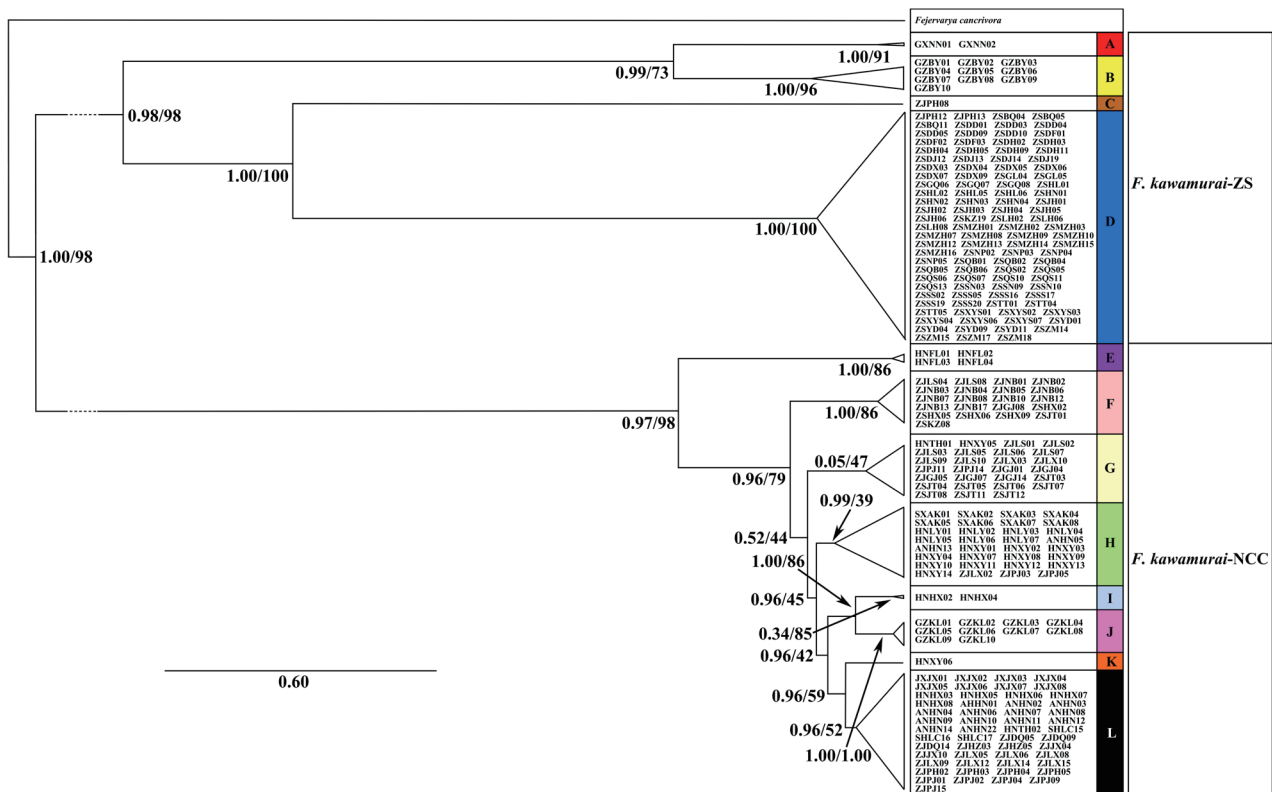 Fejervarya cancrivora
GXNN01 GXNN02
A
1.00/91
0.99/73
GZBY01 GZBY02 GZBY03
GZBY04 GZBY05 GZBY06
GZBY07 GZBY08 GZBY09
GZBY10
B
1.00/96
0.98/98
ZJPH08
C
1.00/100
ZJPH12 ZJPH13 ZSBQ04 ZSBQ05
ZSBQ11 ZSDD01 ZSDD03 ZSDD04
ZSDD05 ZSDD09 ZSDD10 ZSDF01
ZSDF02 ZSDF03 ZSDH02 ZSDH03
ZSDH04 ZSDH05 ZSDH09 ZSDH11
ZSDJ12 ZSDJ13 ZSDJ14 ZSDJ19
ZSDX03 ZSDX04 ZSDX05 ZSDX06
ZSDX07 ZSDX09 ZSGL04 ZSGL05
ZSGQ06 ZSGQ07 ZSGQ08 ZSHL01
ZSHL02 ZSHL05 ZSHL06 ZSHN01
ZSHN02 ZSHN03 ZSHN04 ZSJH01
ZSJH02 ZSJH03 ZSJH04 ZSJH05
ZSJH06 ZSKZ19 ZSLH02 ZSLH06
ZSLH08 ZSMZH01 ZSMZH02 ZSMZH03
ZSMZH07 ZSMZH08 ZSMZH09 ZSMZH10
ZSMZH12 ZSMZH13 ZSMZH14 ZSMZH15
ZSMZH16 ZSNP02 ZSNP03 ZSNP04
ZSNP05 ZSQB01 ZSQB02 ZSQB04
ZSQB05 ZSQB06 ZSQS02 ZSQS05
ZSQS06 ZSQS07 ZSQS10 ZSQS11
ZSQS13 ZSSN03 ZSSN09 ZSSN10
ZSSS02 ZSSS05 ZSSS16 ZSSS17
ZSSS19 ZSSS20 ZSTT01 ZSTT04
ZSTT05 ZSXYS01 ZSXYS02 ZSXYS03
ZSXYS04 ZSXYS06 ZSXYS07 ZSYD01
ZSYD04 ZSYD09 ZSYD11 ZSZM14
ZSZM15 ZSZM17 ZSZM18
D
F. kawamurai-ZS
1.00/100
1.00/98
HNFL01 HNFL02
HNFL03 HNFL04
E
1.00/86
0.97/98
ZJLS04 ZJLS08 ZJNB01 ZJNB02
ZJNB03 ZJNB04 ZJNB05 ZJNB06
ZJNB07 ZJNB08 ZJNB10 ZJNB12
ZJNB13 ZJNB17 ZJGJ08 ZSHX02
ZSHX05 ZSHX06 ZSHX09 ZSJT01
ZSKZ08
F
1.00/86
0.96/79
HNTH01 HNXY05 ZJLS01 ZJLS02
ZJLS03 ZJLS05 ZJLS06 ZJLS07
ZJLS09 ZJLS10 ZJLX03 ZJLX10
ZJPJ11 ZJPJ14 ZJGJ01 ZJGJ04
ZJGJ05 ZJGJ07 ZJGJ14 ZSJT03
ZSJT04 ZSJT05 ZSJT06 ZSJT07
ZSJT08 ZSJT11 ZSJT12
G
0.05/47
0.99/39
0.52/44
SXAK01 SXAK02 SXAK03 SXAK04
SXAK05 SXAK06 SXAK07 SXAK08
HNLY01 HNLY02 HNLY03 HNLY04
HNLY05 HNLY06 HNLY07 ANHN05
ANHN13 HNXY01 HNXY02 HNXY03
HNXY04 HNXY07 HNXY08 HNXY09
HNXY10 HNXY11 HNXY12 HNXY13
HNXY14 ZJLX02 ZJPJ03 ZJPJ05
H
F. kawamurai-NCC
1.00/86
0.96/45
HNHX02 HNHX04
I
0.34/85
GZKL01 GZKL02 GZKL03 GZKL04
GZKL05 GZKL06 GZKL07 GZKL08
GZKL09 GZKL10
J
0.96/42
HNXY06
K
0.60
0.96/59
JXJX01 JXJX02 JXJX03 JXJX04
JXJX05 JXJX06 JXJX07 JXJX08
HNHX03 HNHX05 HNHX06 HNHX07
HNHX08 AHHN01 ANHN02 ANHN03
ANHN04 ANHN06 ANHN07 ANHN08
ANHN09 ANHN10 ANHN11 ANHN12
ANHN14 ANHN22 HNTH02 SHLC15
SHLC16 SHLC17 ZJDQ05 ZJDQ09
ZJDQ14 ZJHZ03 ZJHZ05 ZJJX04
ZJJX10 ZJLX05 ZJLX06 ZJLX08
ZJLX09 ZJLX12 ZJLX14 ZJLX15
ZJPH02 ZJPH03 ZJPH04 ZJPH05
ZJPJ01 ZJPJ02 ZJPJ04 ZJPJ09
ZJPJ15
L
0.96/52
1.00/1.00